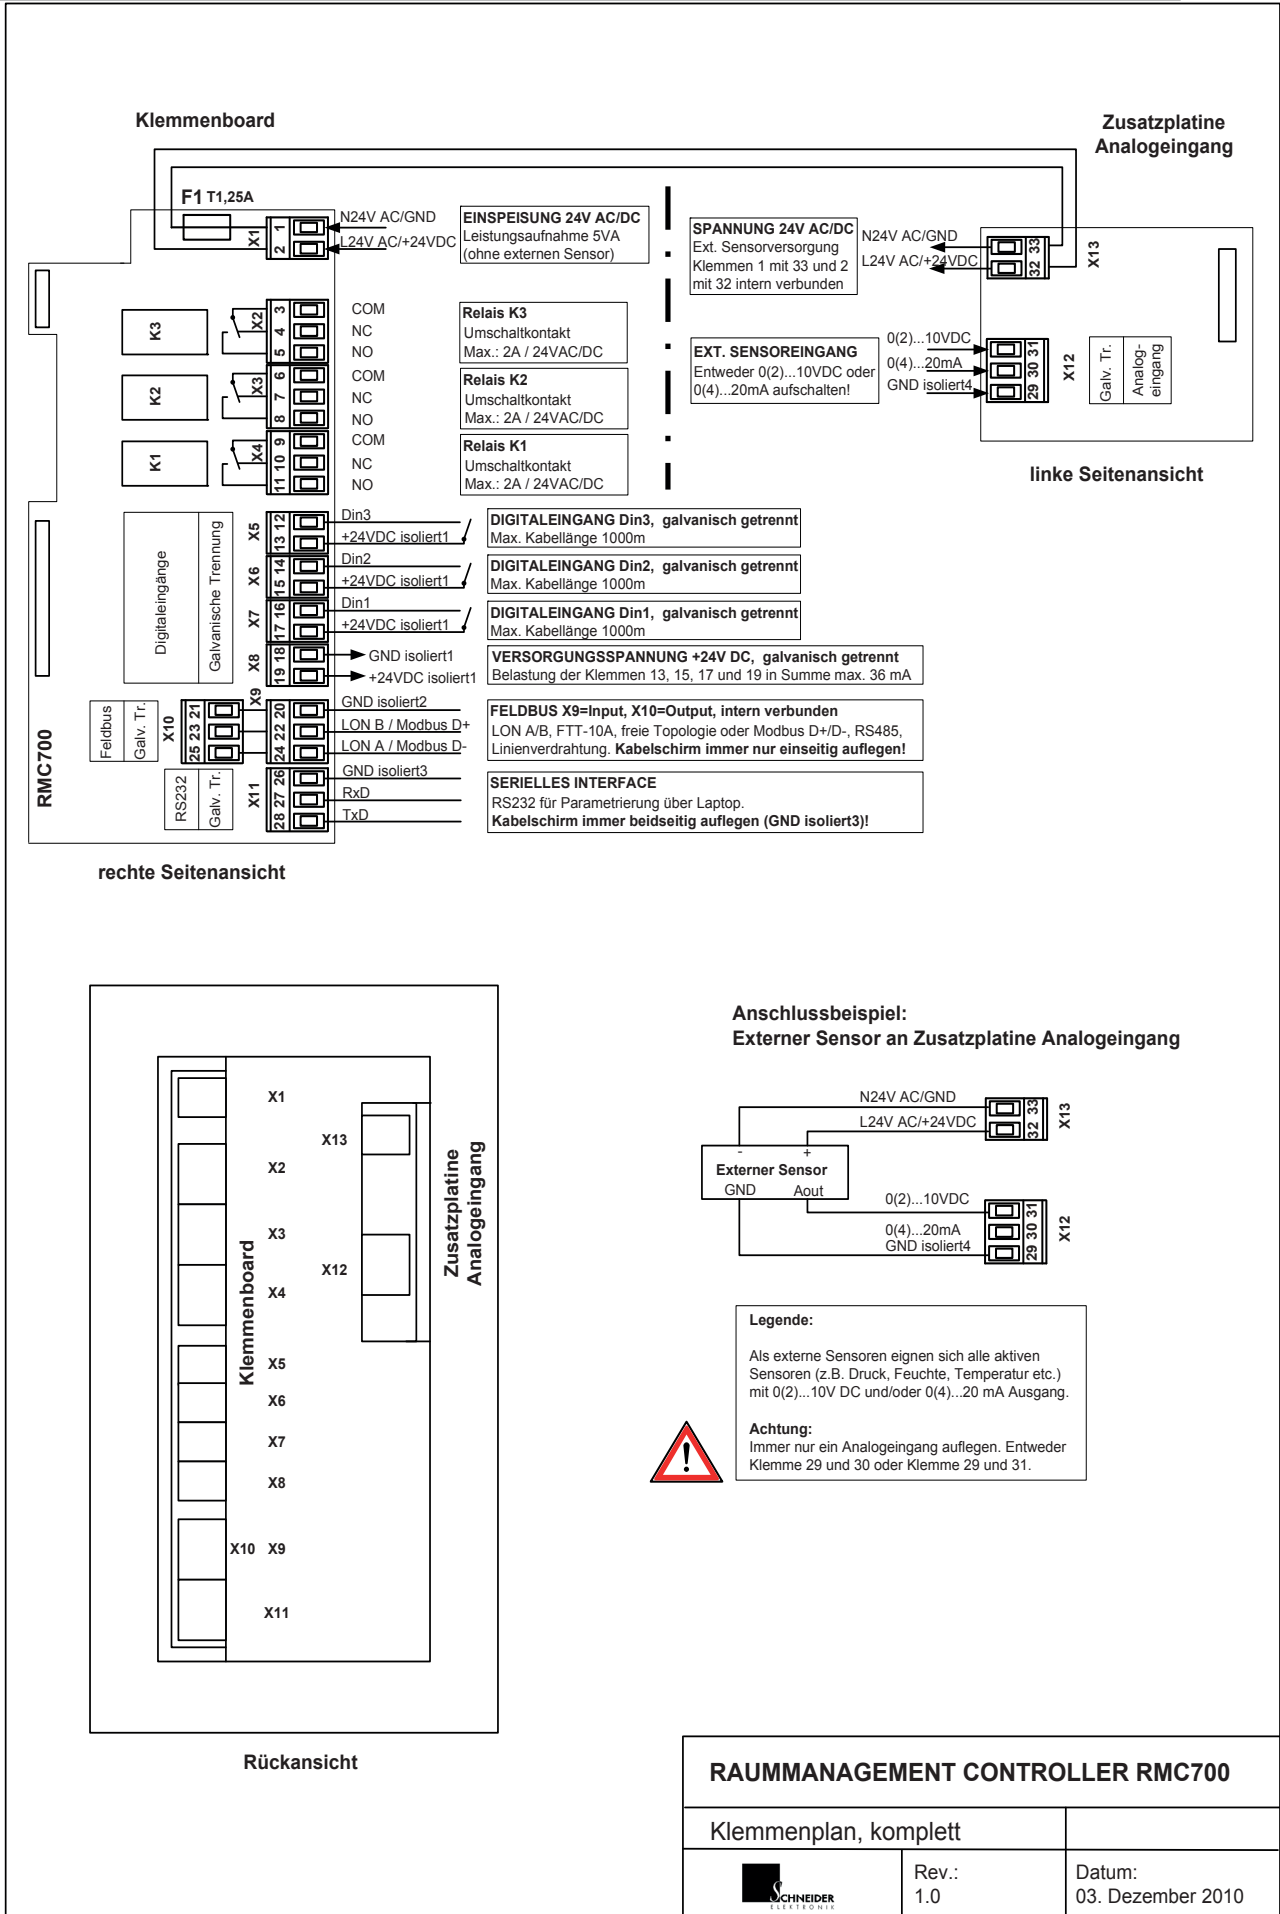 Klemmenboard
Zusatzplatine
Analogeingang
F1 T1,25A
X1
1
2
N24V AC/GND
L24V AC/+24VDC
EINSPEISUNG 24V AC/DC
Leistungsaufnahme 5VA
(ohne externen Sensor)
SPANNUNG 24V AC/DC
Ext. Sensorversorgung
Klemmen 1 mit 33 und 2
mit 32 intern verbunden
N24V AC/GND
L24V AC/+24VDC
32 33
X13
K3
X2
3
4
5
COM
NC
NO
Relais K3
Umschaltkontakt
Max.: 2A / 24VAC/DC
EXT. SENSOREINGANG
Entweder 0(2)...10VDC oder
0(4)...20mA aufschalten!
0(2)...10VDC
0(4)...20mA
GND isoliert4
29 30 31
X12
Galv. Tr.
Analog-
eingang
K2
X3
6
7
8
COM
NC
NO
Relais K2
Umschaltkontakt
Max.: 2A / 24VAC/DC
K1
X4
9
10
11
COM
NC
NO
Relais K1
Umschaltkontakt
Max.: 2A / 24VAC/DC
linke Seitenansicht
Digitaleingänge
Galvanische Trennung
X5
12
13
Din3
+24VDC isoliert1
DIGITALEINGANG Din3, galvanisch getrennt
Max. Kabellänge 1000m
X6
14
15
Din2
+24VDC isoliert1
DIGITALEINGANG Din2, galvanisch getrennt
Max. Kabellänge 1000m
X7
16
17
Din1
+24VDC isoliert1
DIGITALEINGANG Din1, galvanisch getrennt
Max. Kabellänge 1000m
X8
18
19
GND isoliert1
+24VDC isoliert1
VERSORGUNGSSPANNUNG +24V DC, galvanisch getrennt
Belastung der Klemmen 13, 15, 17 und 19 in Summe max. 36 mA
RMC700
Feldbus
Galv. Tr.
X10
21
23
25
X9
20
22
24
GND isoliert2
LON B / Modbus D+
LON A / Modbus D-
FELDBUS X9=Input, X10=Output, intern verbunden
LON A/B, FTT-10A, freie Topologie oder Modbus D+/D-, RS485,
Linienverdrahtung. Kabelschirm immer nur einseitig auflegen!
RS232
Galv. Tr.
X11
26
27
28
GND isoliert3
RxD
TxD
SERIELLES INTERFACE
RS232 für Parametrierung über Laptop.
Kabelschirm immer beidseitig auflegen (GND isoliert3)!
rechte Seitenansicht
Klemmenboard
X1
X2
X3
X4
X5
X6
X7
X8
X10 X9
X11
X13
X12
Zusatzplatine
Analogeingang
Rückansicht
Anschlussbeispiel:
Externer Sensor an Zusatzplatine Analogeingang
N24V AC/GND
L24V AC/+24VDC
32 33
X13
- +
Externer Sensor
GND Aout
0(2)...10VDC
0(4)...20mA
GND isoliert4
29 30 31
X12
Legende:
Als externe Sensoren eignen sich alle aktiven
Sensoren (z.B. Druck, Feuchte, Temperatur etc.)
mit 0(2)...10V DC und/oder 0(4)...20 mA Ausgang.
Achtung:
Immer nur ein Analogeingang auflegen. Entweder
Klemme 29 und 30 oder Klemme 29 und 31.
!
RAUMMANAGEMENT CONTROLLER RMC700
Klemmenplan, komplett
SCHNEIDER
ELEKTRONIK
Rev.:
1.0
Datum:
03. Dezember 2010